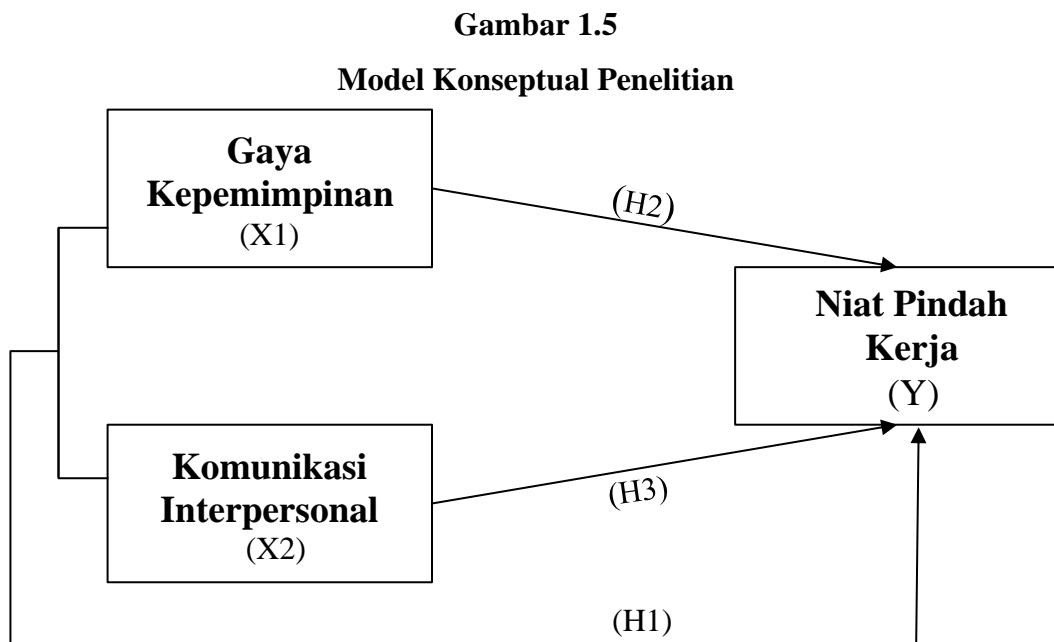 Gambar 1.5
Model Konseptual Penelitian
Gaya
Kepemimpinan
(X1)
(H2)
Niat Pindah
Kerja
(Y)
Komunikasi
Interpersonal
(X2)
(H3)
(H1)